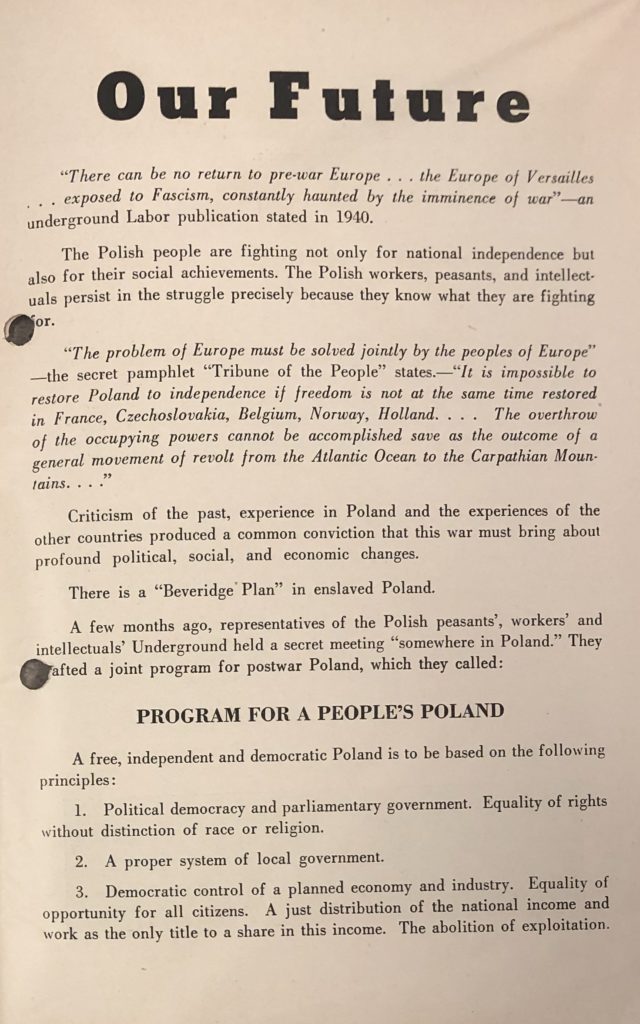 Our Future
"There can be no return to pre-war Europe . . . the Europe of Versailles
. . . exposed to Fascism, constantly haunted by the imminence of war"—an
underground Labor publication stated in 1940.
The Polish people are fighting not only for national independence but
also for their social achievements. The Polish workers, peasants, and intellect-
uals persist in the struggle precisely because they know what they are fighting
for.
"The problem of Europe must be solved jointly by the peoples of Europe"
—the secret pamphlet "Tribune of the People" states.—"It is impossible to
restore Poland to independence if freedom is not at the same time restored
in France, Czechoslovakia, Belgium, Norway, Holland. . . . The overthrow
of the occupying powers cannot be accomplished save as the outcome of a
general movement of revolt from the Atlantic Ocean to the Carpathian Moun-
tains. . . ."
Criticism of the past, experience in Poland and the experiences of the
other countries produced a common conviction that this war must bring about
profound political, social, and economic changes.
There is a "Beveridge Plan" in enslaved Poland.
A few months ago, representatives of the Polish peasants', workers' and
intellectuals' Underground held a secret meeting "somewhere in Poland." They
afted a joint program for postwar Poland, which they called:
PROGRAM FOR A PEOPLE'S POLAND
A free, independent and democratic Poland is to be based on the following
principles:
1. Political democracy and parliamentary government. Equality of rights
without distinction of race or religion.
2. A proper system of local government.
3. Democratic control of a planned economy and industry. Equality of
opportunity for all citizens. A just distribution of the national income and
work as the only title to a share in this income. The abolition of exploitation.